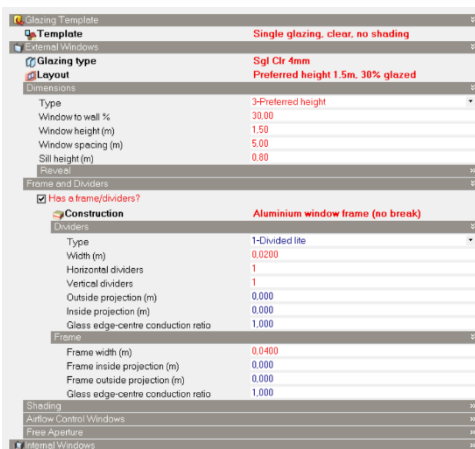 Glazing Template
Template Single glazing, clear, no shading
External Windows
Glazing type Sgl Clr 4mm
Layout Preferred height 1.5m, 30% glazed
Dimensions
Type 3-Preferred height
Window to wall % 30,00
Window height (m) 1,50
Window spacing (m) 5,00
Sill height (m) 0,80
Reveal
Frame and Dividers
Has a frame/dividers?
Construction Aluminium window frame (no break)
Dividers
Type 1-Divided lite
Width (m) 0,0200
Horizontal dividers 1
Vertical dividers 1
Outside projection (m) 0,000
Inside projection (m) 0,000
Glass edge-centre conduction ratio 1,000
Frame
Frame width (m) 0,0400
Frame inside projection (m) 0,000
Frame outside projection (m) 0,000
Glass edge-centre conduction ratio 1,000
Shading
Airflow Control Windows
Free Aperture
Internal Windows